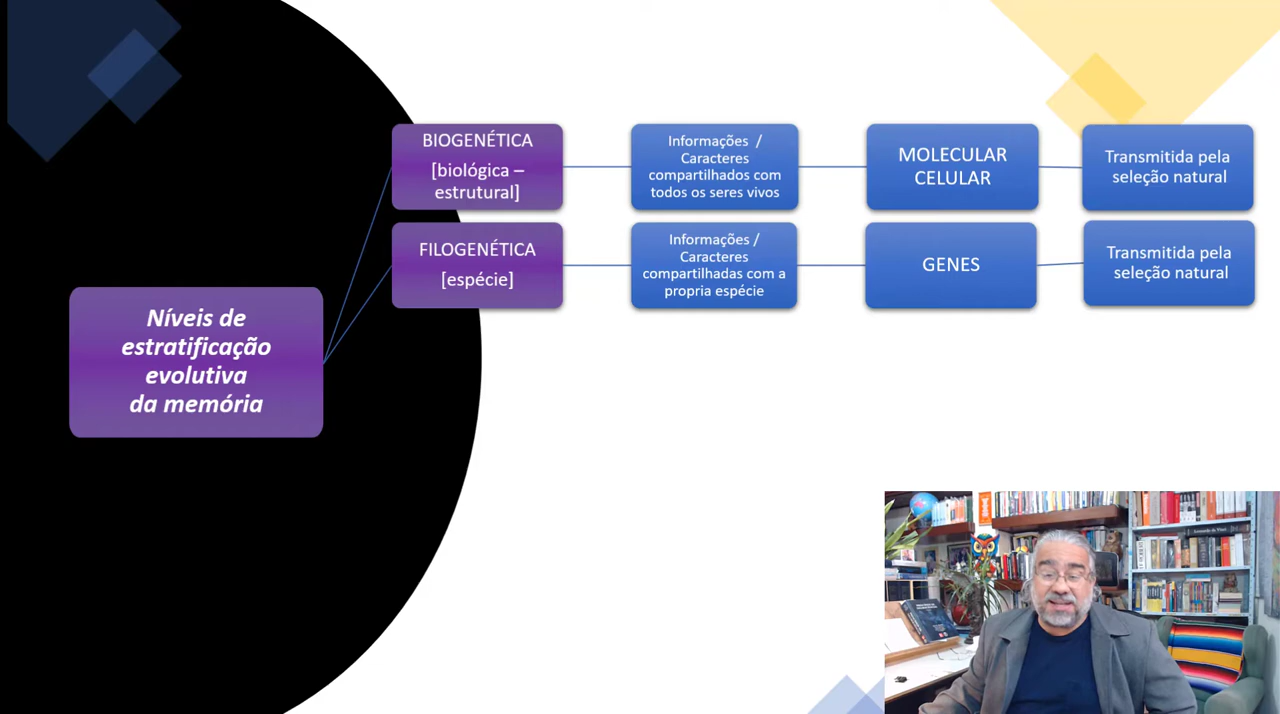 BIOGENÉTICA
[biológica –
estrutural]
Informações /
Caracteres
compartilhados com
todos os seres vivos
MOLECULAR
CELULAR
Transmitida pela
seleção natural
FILOGENÉTICA
[espécie]
Informações /
Caracteres
compartilhadas com a
propria espécie
GENES
Transmitida pela
seleção natural
Níveis de
estratificação
evolutiva
da memória